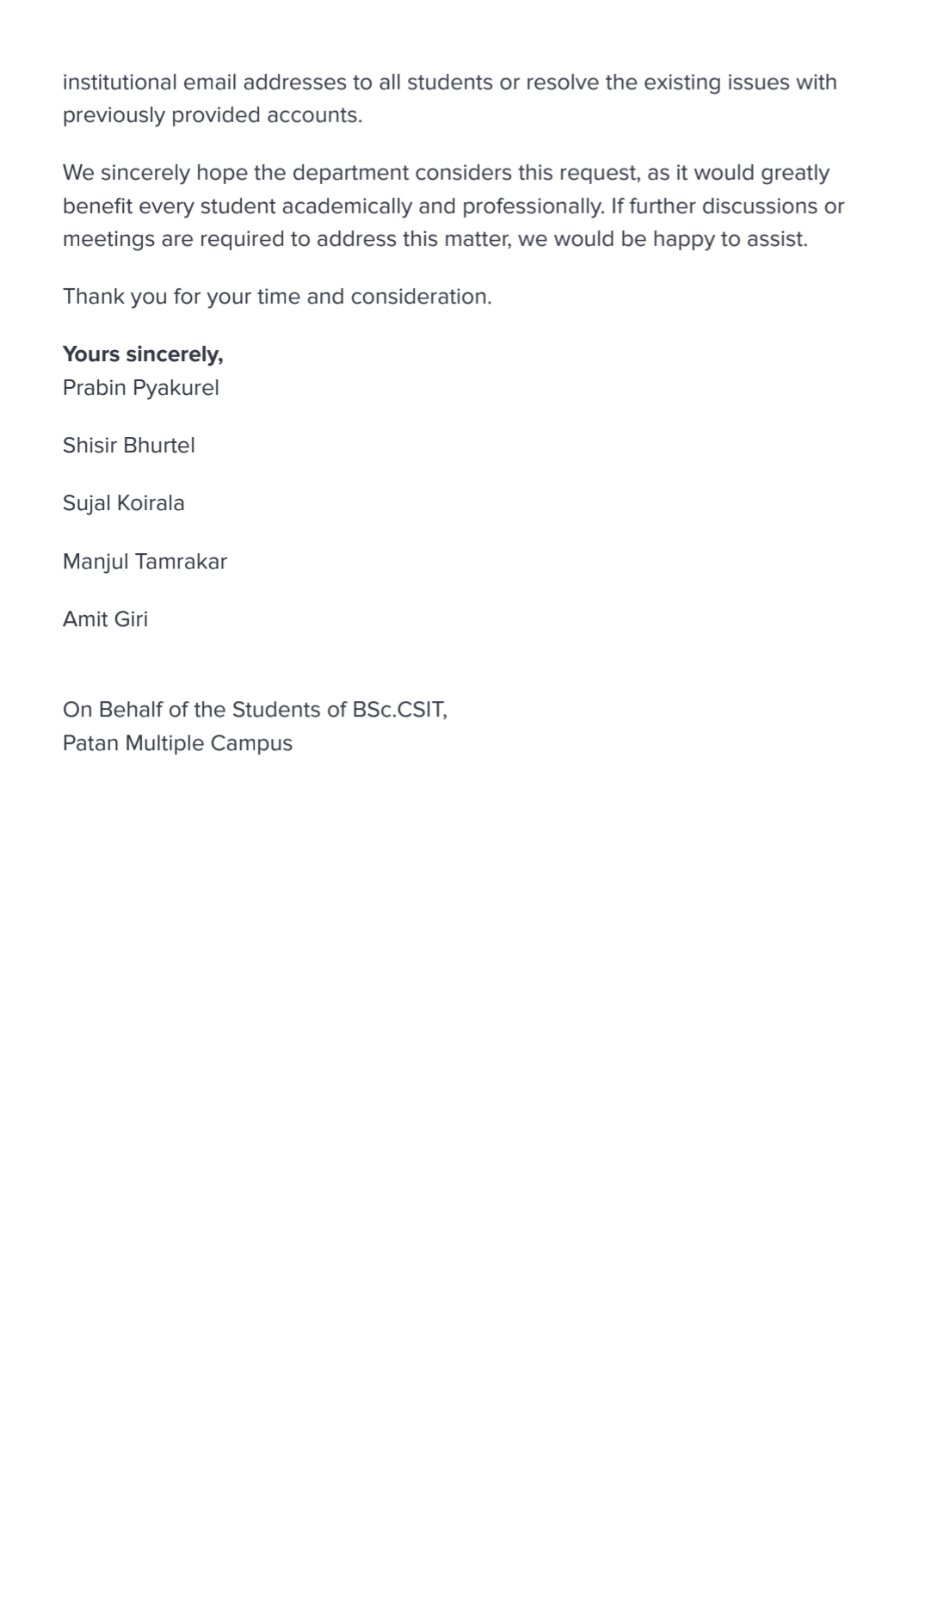 institutional email addresses to all students or resolve the existing issues with
previously provided accounts.
We sincerely hope the department considers this request, as it would greatly
benefit every student academically and professionally. If further discussions or
meetings are required to address this matter, we would be happy to assist.
Thank you for your time and consideration.
Yours sincerely,
Prabin Pyakurel
Shisir Bhurtel
Sujal Koirala
Manjul Tamrakar
Amit Giri
On Behalf of the Students of BSc.CSIT,
Patan Multiple Campus